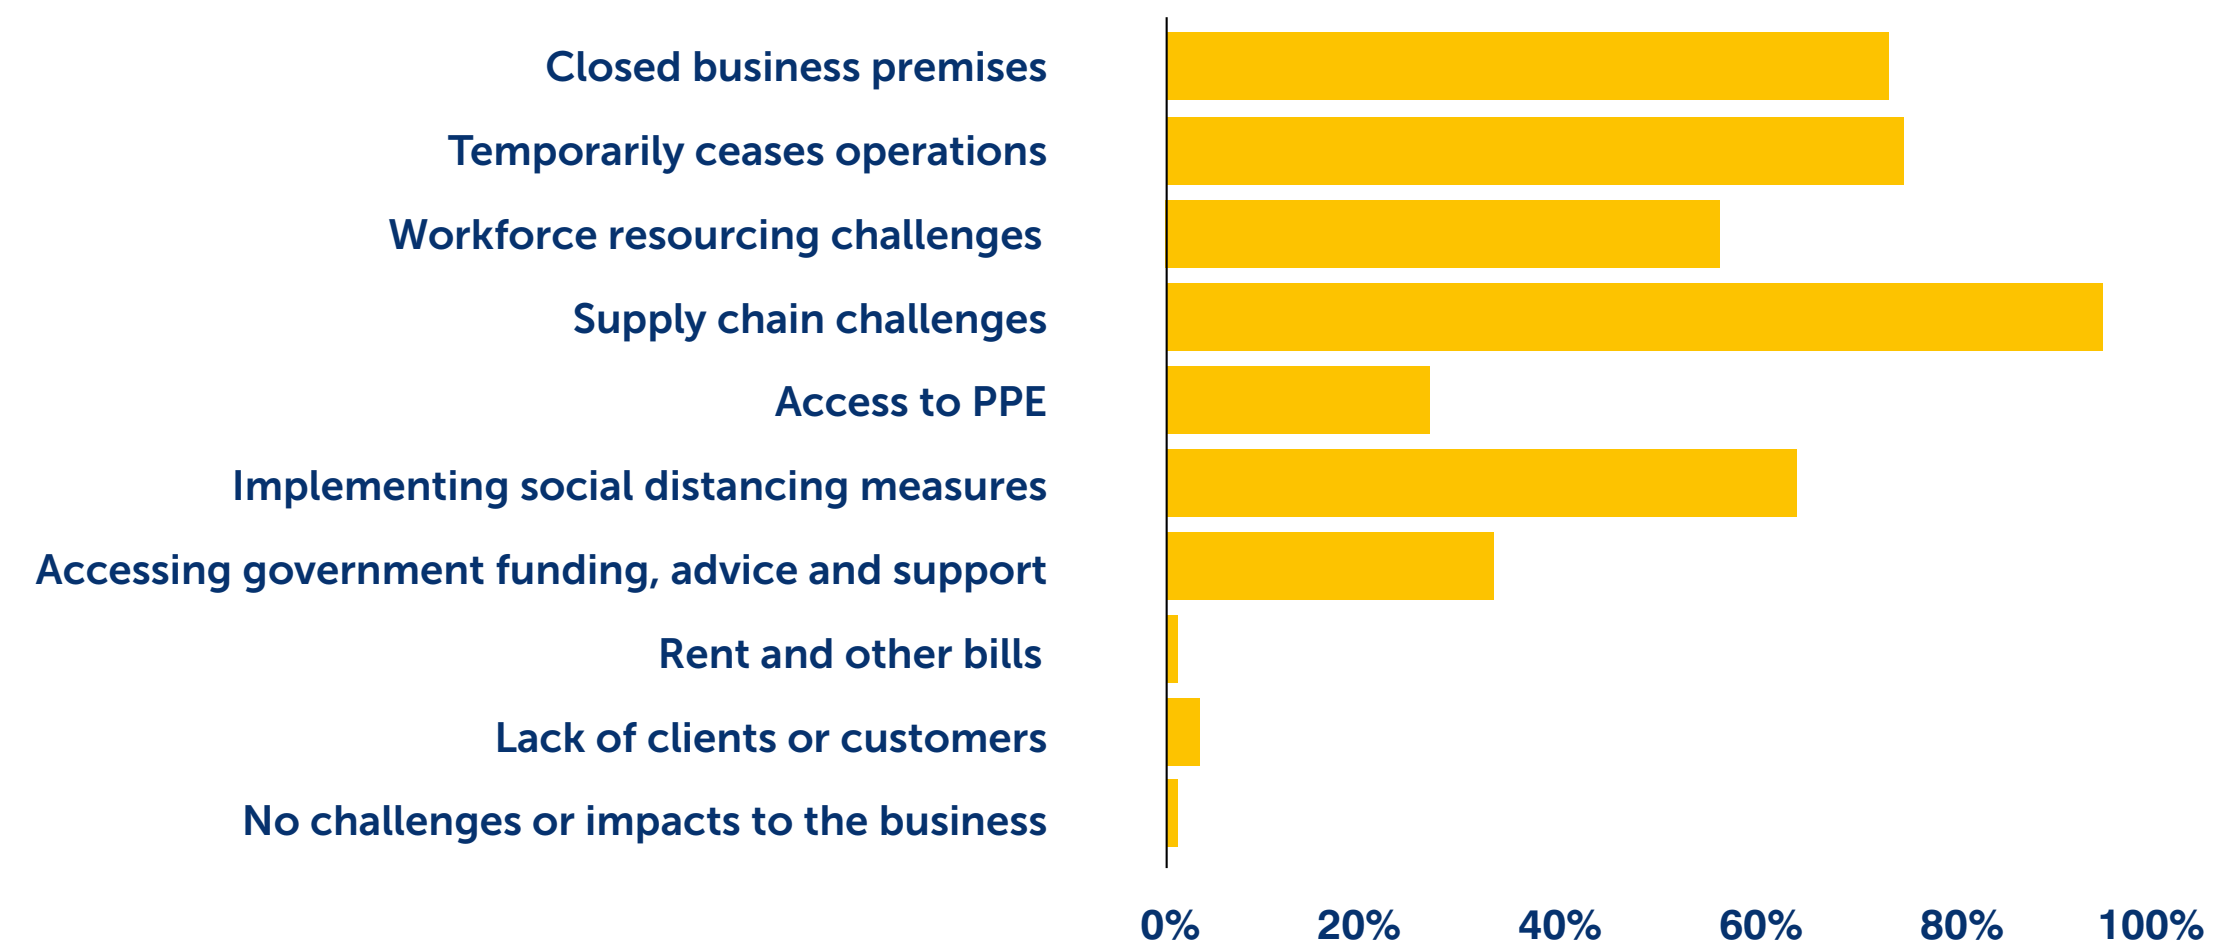 Closed business premises
Temporarily ceases operations
Workforce resourcing challenges
Supply chain challenges
Access to PPE
Implementing social distancing measures
Accessing government funding, advice and support
Rent and other bills
Lack of clients or customers
No challenges or impacts to the business
0% 20% 40% 60% 80% 100%